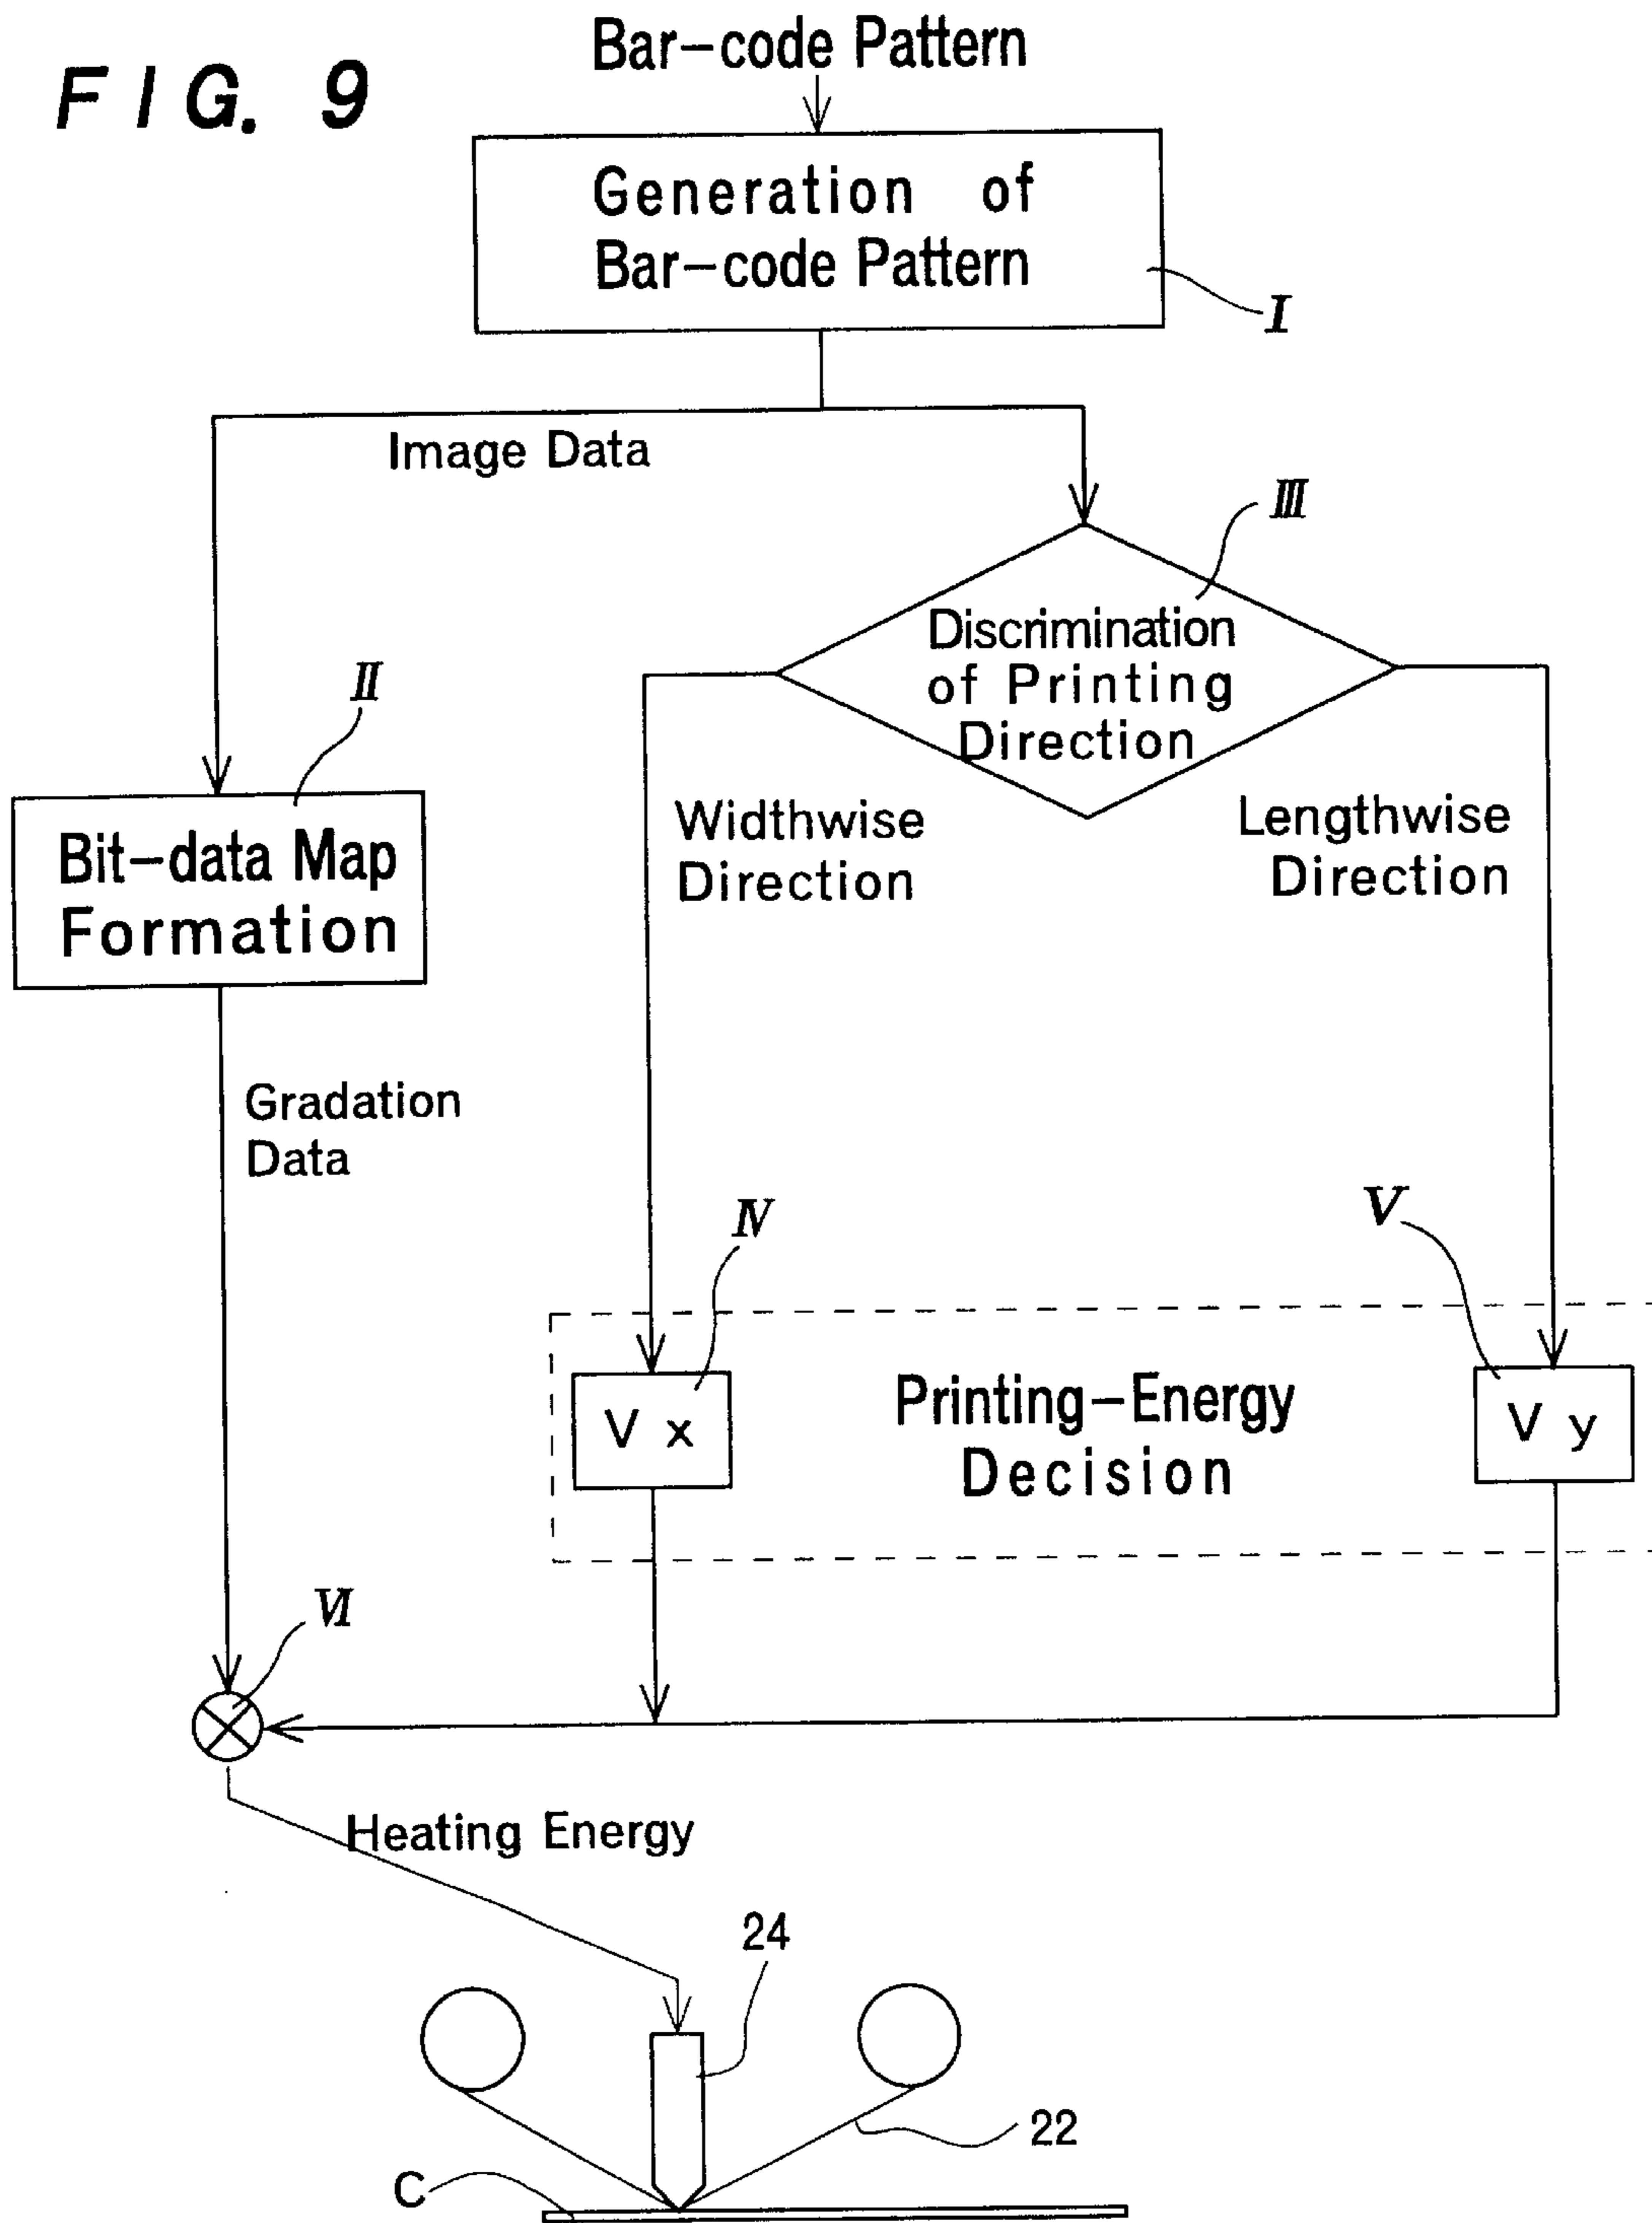 FIG. 9
Bar-code Pattern
Generation of
Bar-code Pattern
I
Image Data
III
Discrimination
of Printing
Direction
II
Bit-data Map
Formation
Widthwise
Direction
Lengthwise
Direction
Gradation
Data
IV
V
V x
Printing-Energy
Decision
V y
VI
Heating Energy
24
22
C